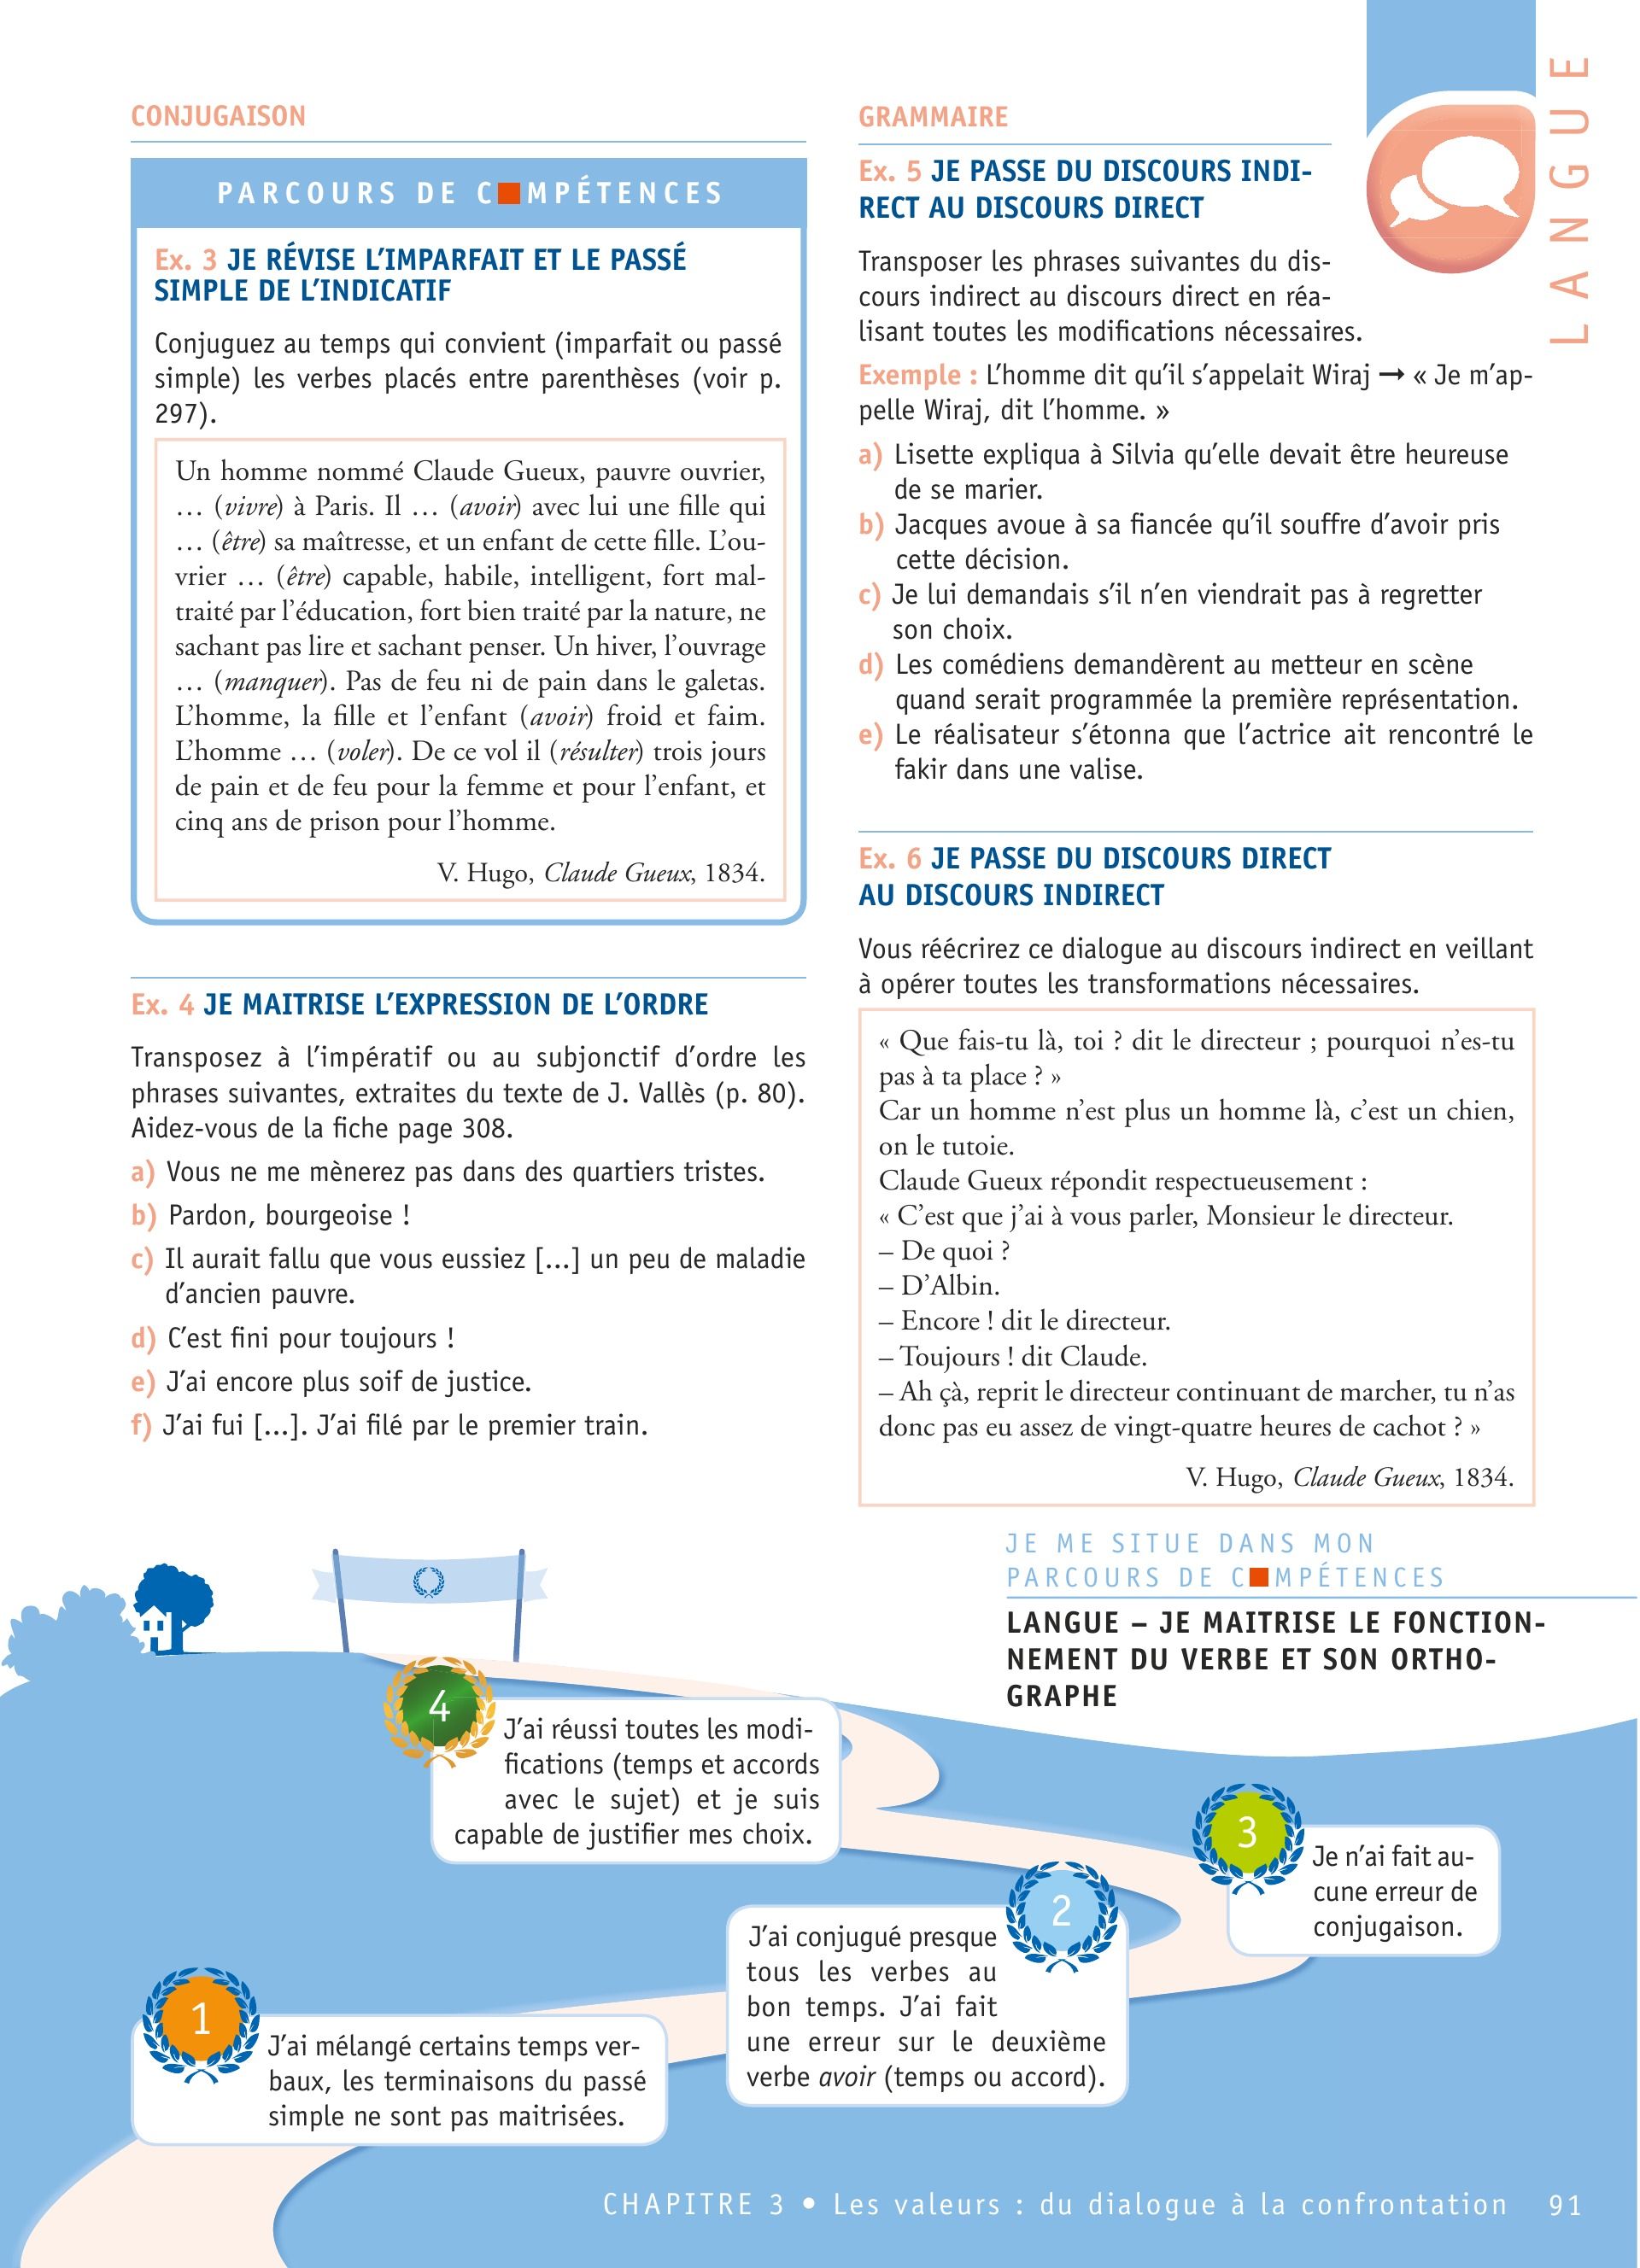 LANGUE
CONJUGAISON
PARCOURS DE C■MPÉTENCES
Ex. 3 JE RÉVISE L’IMPARFAIT ET LE PASSÉ
SIMPLE DE L’INDICATIF
Conjuguez au temps qui convient (imparfait ou passé
simple) les verbes placés entre parenthèses (voir p.
297).
Un homme nommé Claude Gueux, pauvre ouvrier,
… (vivre) à Paris. Il … (avoir) avec lui une fille qui
… (être) sa maîtresse, et un enfant de cette fille. L’ou-
vrier … (être) capable, habile, intelligent, fort mal-
traité par l’éducation, fort bien traité par la nature, ne
sachant pas lire et sachant penser. Un hiver, l’ouvrage
… (manquer). Pas de feu ni de pain dans le galetas.
L’homme, la fille et l’enfant (avoir) froid et faim.
L’homme … (voler). De ce vol il (résulter) trois jours
de pain et de feu pour la femme et pour l’enfant, et
cinq ans de prison pour l’homme.
V. Hugo, Claude Gueux, 1834.
Ex. 4 JE MAITRISE L’EXPRESSION DE L’ORDRE
Transposez à l’impératif ou au subjonctif d’ordre les
phrases suivantes, extraites du texte de J. Vallès (p. 80).
Aidez-vous de la fiche page 308.
a) Vous ne me mènerez pas dans des quartiers tristes.
b) Pardon, bourgeoise !
c) Il aurait fallu que vous eussiez [...] un peu de maladie
d’ancien pauvre.
d) C’est fini pour toujours !
e) J’ai encore plus soif de justice.
f) J’ai fui [...]. J’ai filé par le premier train.
GRAMMAIRE
Ex. 5 JE PASSE DU DISCOURS INDI-
RECT AU DISCOURS DIRECT
Transposer les phrases suivantes du dis-
cours indirect au discours direct en réa-
lisant toutes les modifications nécessaires.
Exemple : L’homme dit qu’il s’appelait Wiraj ➞ « Je m’ap-
pelle Wiraj, dit l’homme. »
a) Lisette expliqua à Silvia qu’elle devait être heureuse
de se marier.
b) Jacques avoue à sa fiancée qu’il souffre d’avoir pris
cette décision.
c) Je lui demandais s’il n’en viendrait pas à regretter
son choix.
d) Les comédiens demandèrent au metteur en scène
quand serait programmée la première représentation.
e) Le réalisateur s’étonna que l’actrice ait rencontré le
fakir dans une valise.
Ex. 6 JE PASSE DU DISCOURS DIRECT
AU DISCOURS INDIRECT
Vous réécrirez ce dialogue au discours indirect en veillant
à opérer toutes les transformations nécessaires.
« Que fais-tu là, toi ? dit le directeur ; pourquoi n’es-tu
pas à ta place ? »
Car un homme n’est plus un homme là, c’est un chien,
on le tutoie.
Claude Gueux répondit respectueusement :
« C’est que j’ai à vous parler, Monsieur le directeur.
– De quoi ?
– D’Albin.
– Encore ! dit le directeur.
– Toujours ! dit Claude.
– Ah çà, reprit le directeur continuant de marcher, tu n’as
donc pas eu assez de vingt-quatre heures de cachot ? »
V. Hugo, Claude Gueux, 1834.
JE ME SITUE DANS MON
PARCOURS DE C■MPÉTENCES
LANGUE – JE MAITRISE LE FONCTION-
NEMENT DU VERBE ET SON ORTHO-
GRAPHE
4
J’ai réussi toutes les modi-
fications (temps et accords
avec le sujet) et je suis
capable de justifier mes choix.
3
Je n’ai fait au-
cune erreur de
conjugaison.
2
J’ai conjugué presque
tous les verbes au
bon temps. J’ai fait
une erreur sur le deuxième
verbe avoir (temps ou accord).
1
J’ai mélangé certains temps ver-
baux, les terminaisons du passé
simple ne sont pas maitrisées.
CHAPITRE 3 • Les valeurs : du dialogue à la confrontation 91